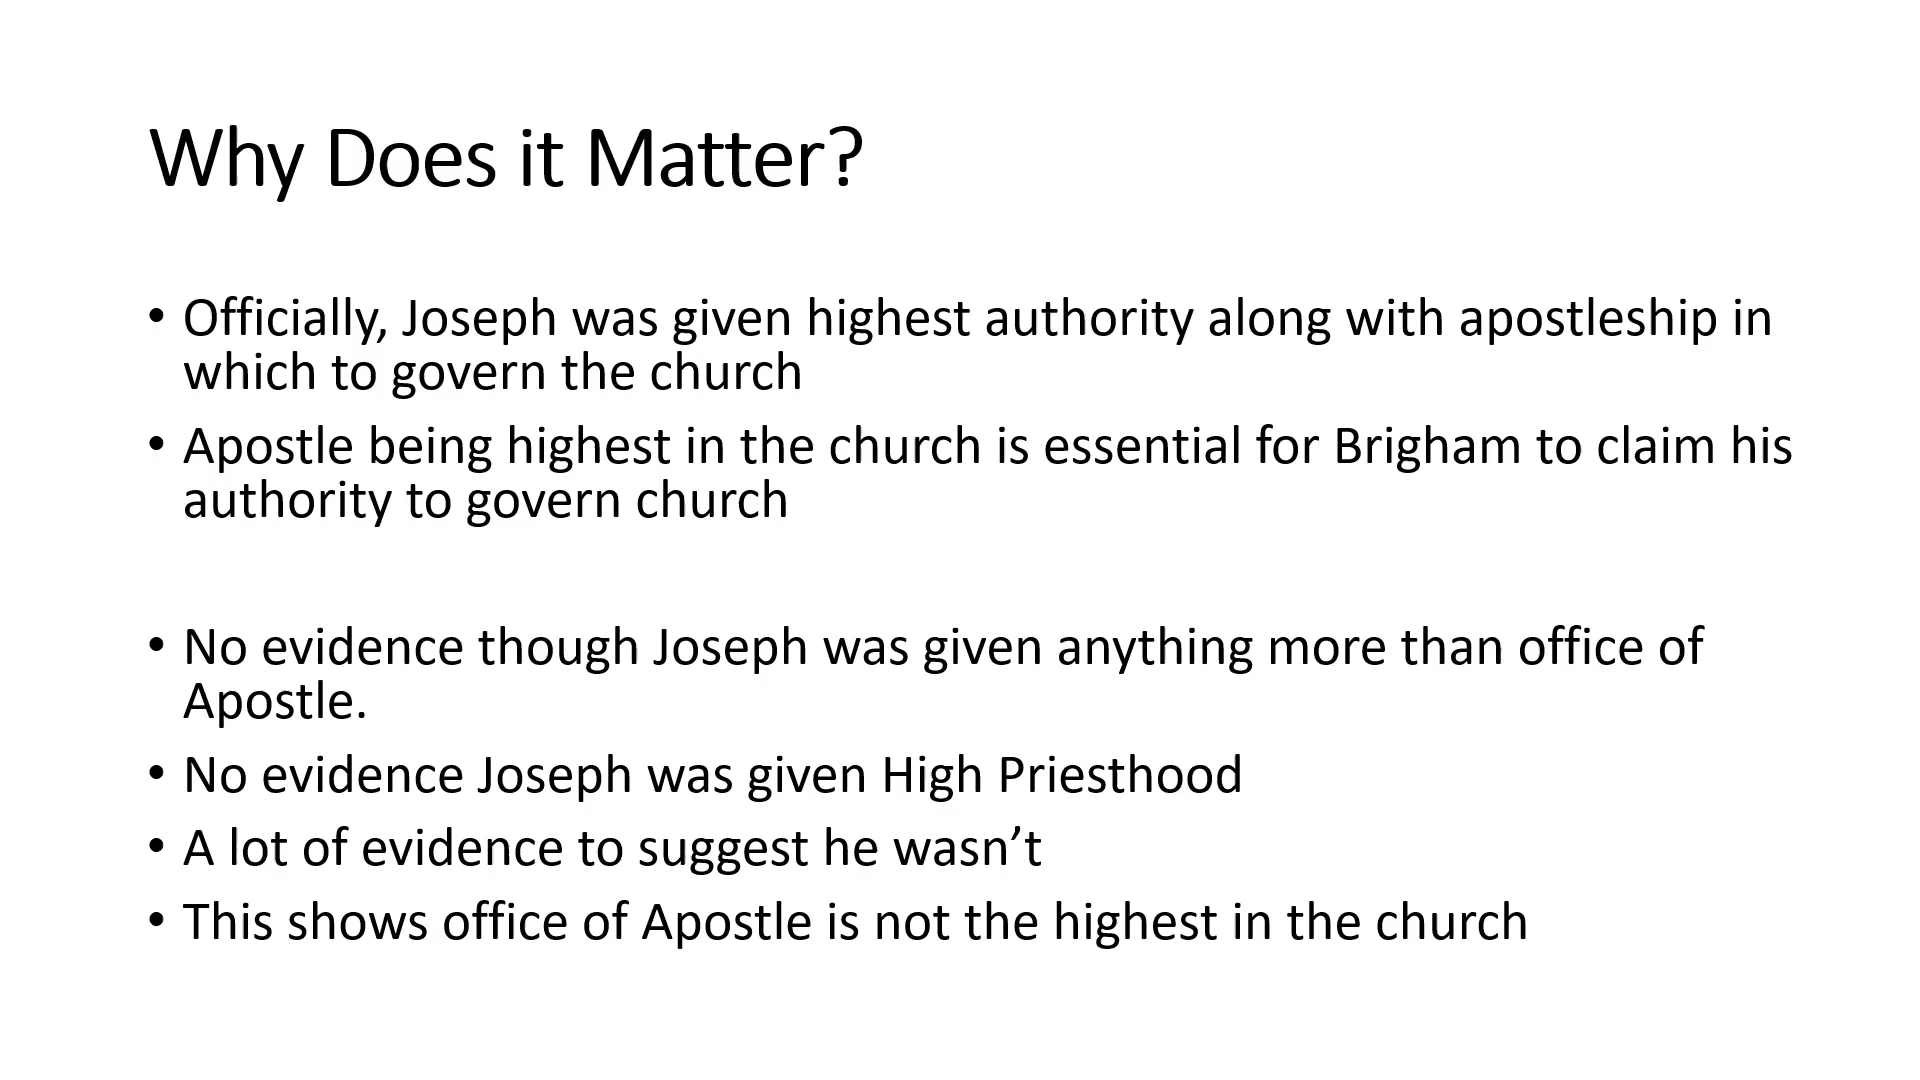 Why Does it Matter?
• Officially, Joseph was given highest authority along with apostleship in
which to govern the church
• Apostle being highest in the church is essential for Brigham to claim his
authority to govern church
• No evidence though Joseph was given anything more than office of
Apostle.
• No evidence Joseph was given High Priesthood
• A lot of evidence to suggest he wasn’t
• This shows office of Apostle is not the highest in the church